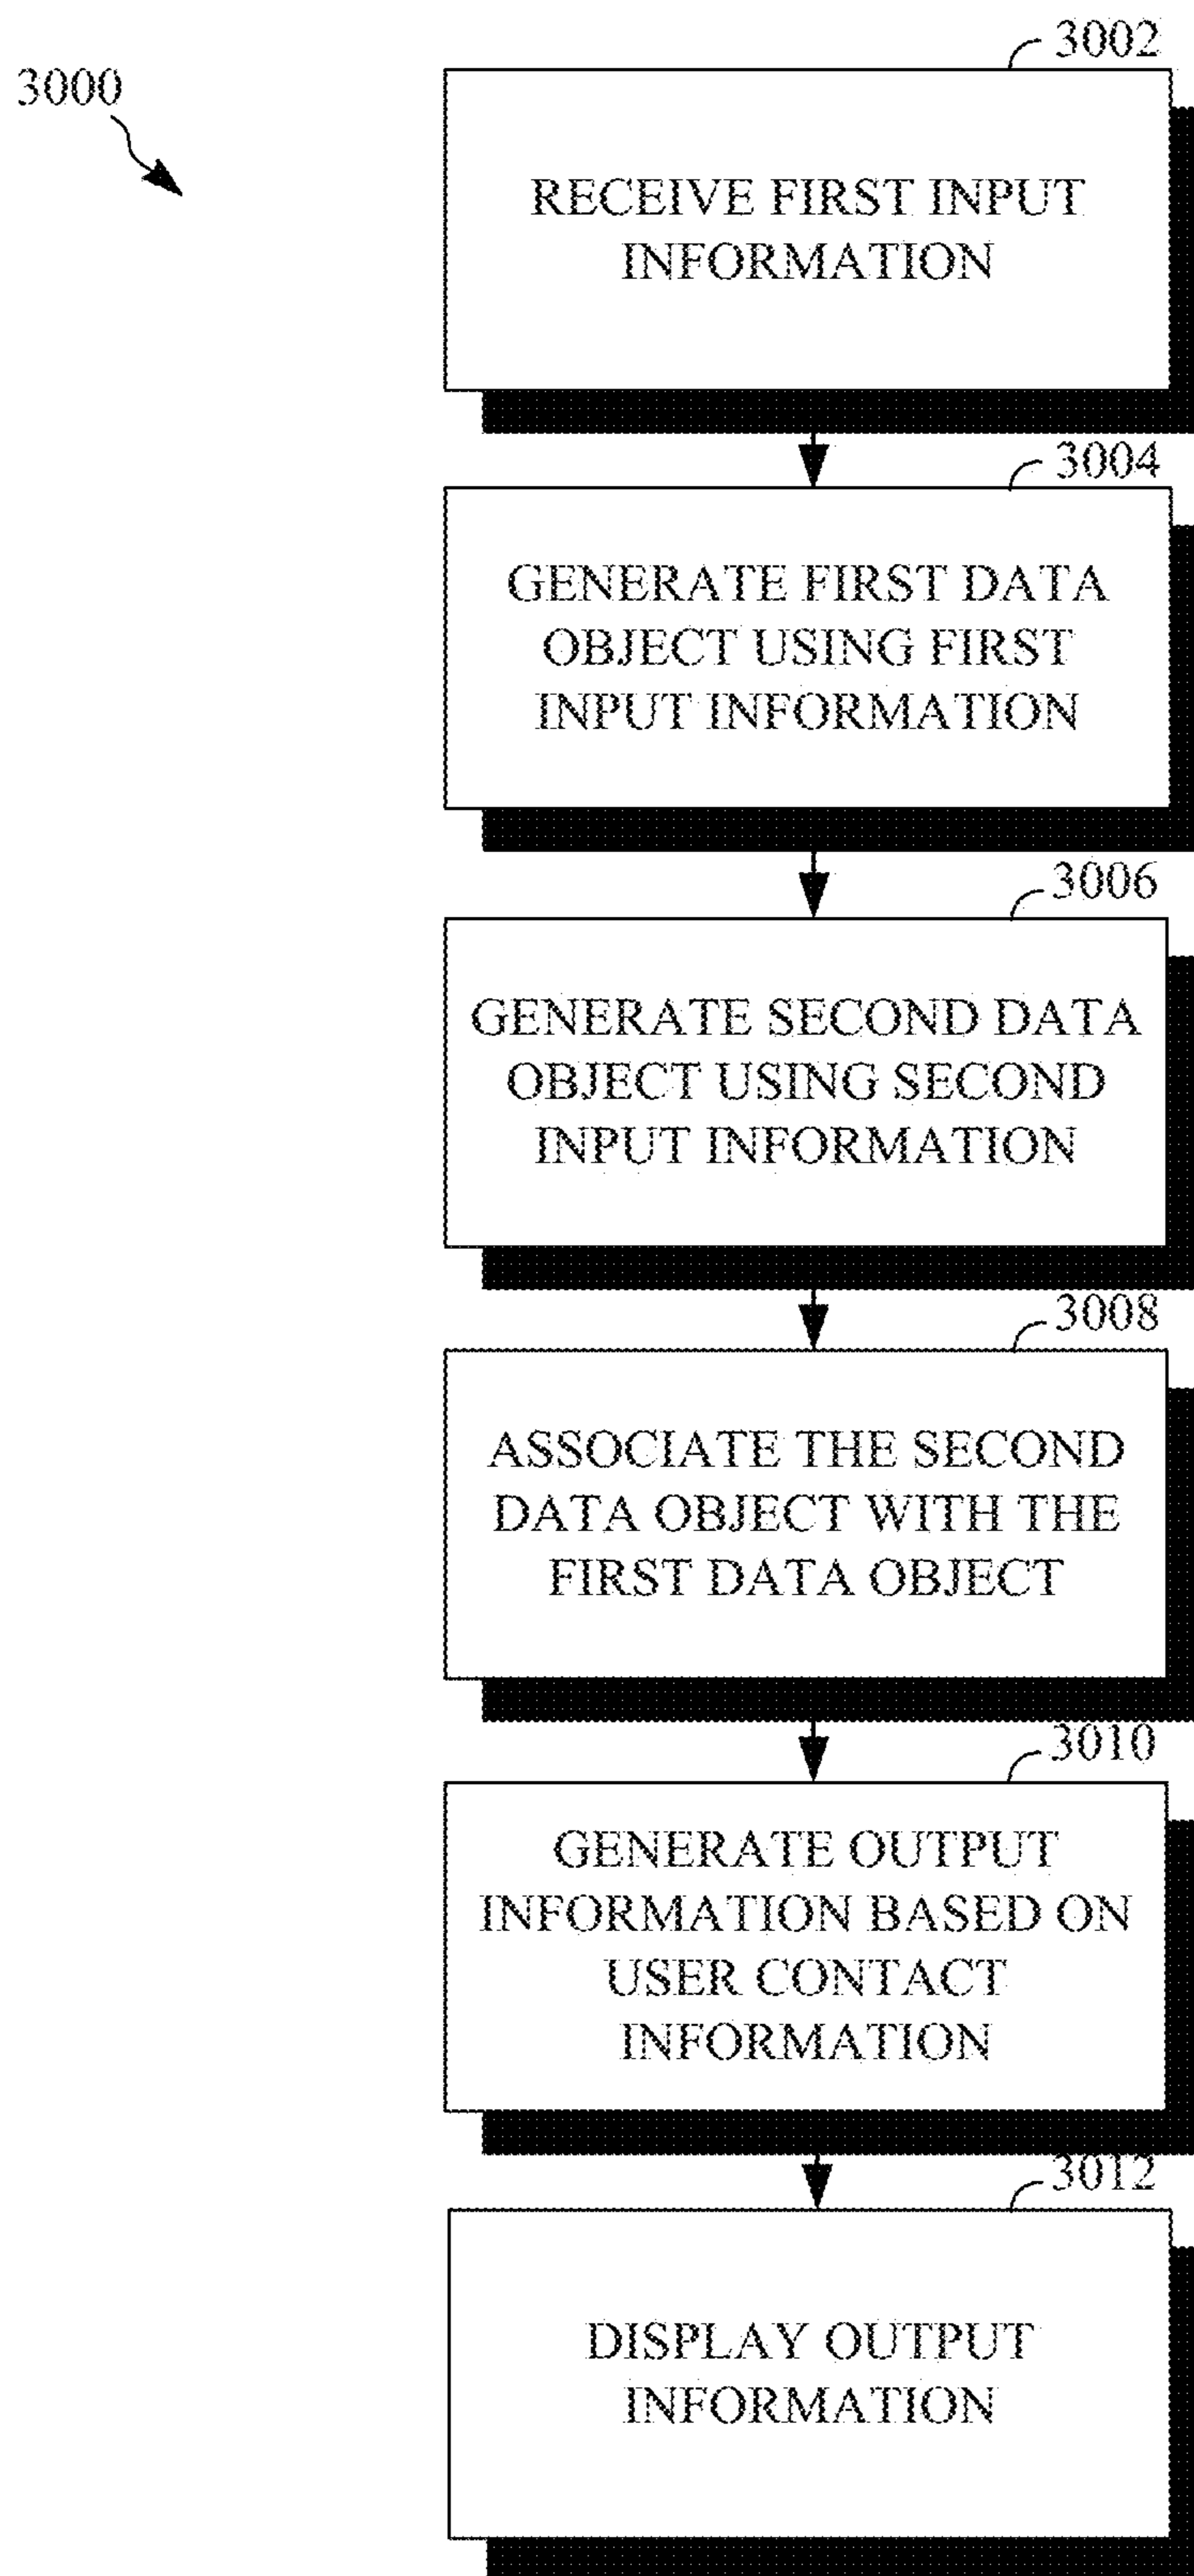 3000
3002
RECEIVE FIRST INPUT
INFORMATION
3004
GENERATE FIRST DATA
OBJECT USING FIRST
INPUT INFORMATION
3006
GENERATE SECOND DATA
OBJECT USING SECOND
INPUT INFORMATION
3008
ASSOCIATE THE SECOND
DATA OBJECT WITH THE
FIRST DATA OBJECT
3010
GENERATE OUTPUT
INFORMATION BASED ON
USER CONTACT
INFORMATION
3012
DISPLAY OUTPUT
INFORMATION